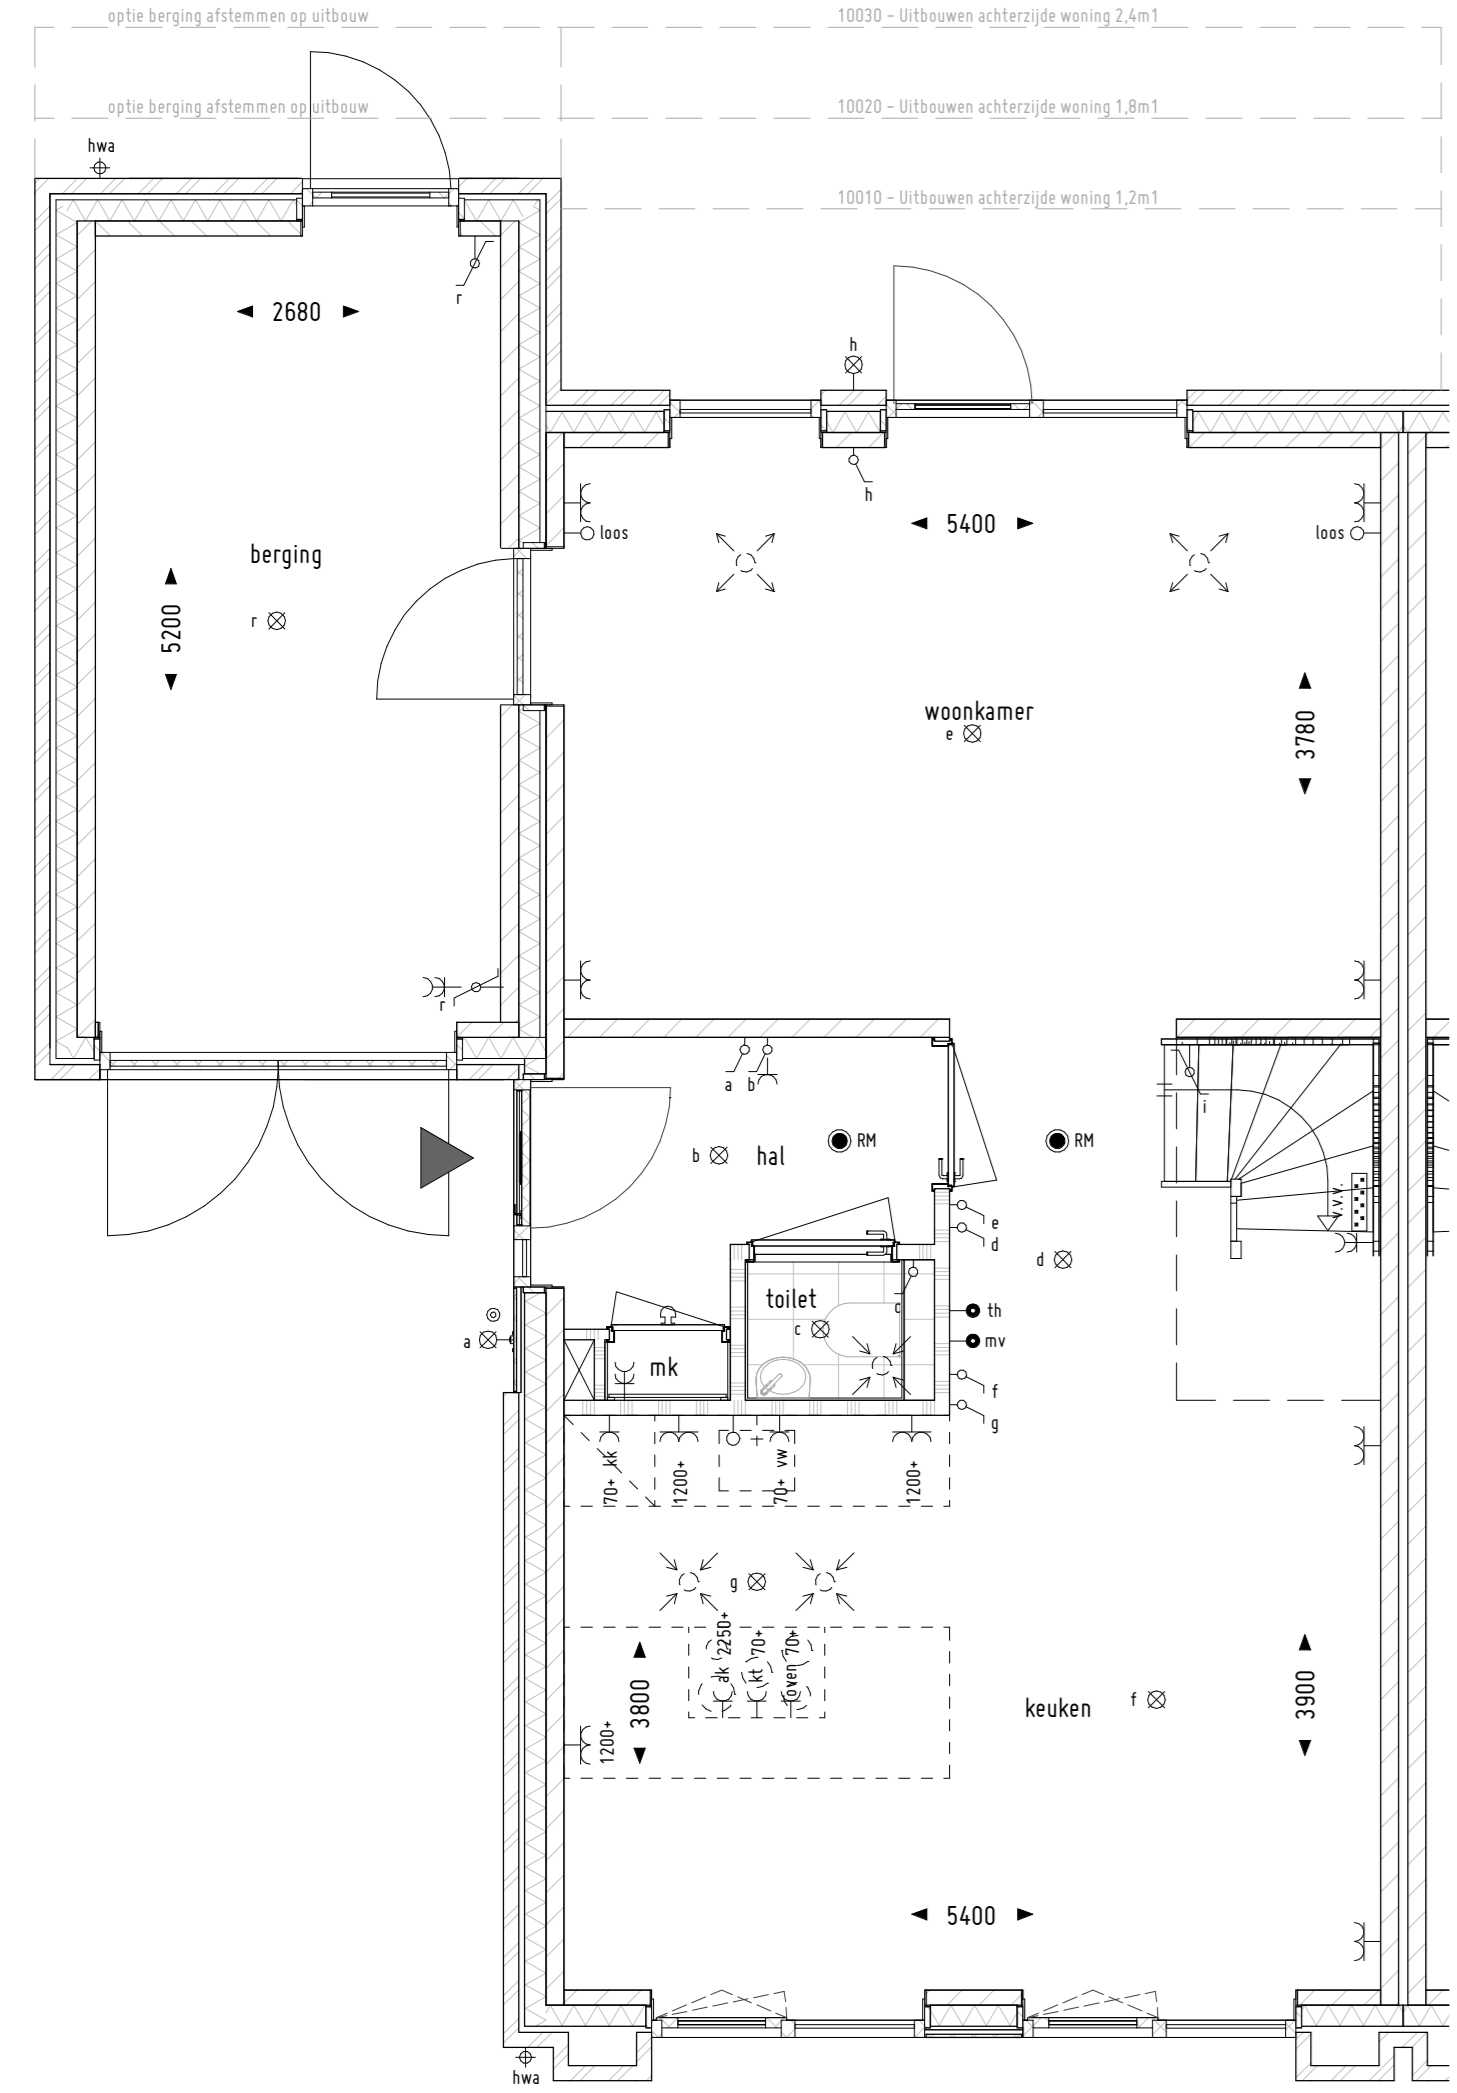 optie berging afstemmen op uitbouw
10030 - Uitbouwen achterzijde woning 2,4m1
optie berging afstemmen op uitbouw
10020 - Uitbouwen achterzijde woning 1,8m1
hwa
10010 - Uitbouwen achterzijde woning 1,2m1
r
2680
h
h
5400
loos
loos
berging
5200
r
woonkamer
e
3780
r
a
b
i
b
hal
RM
RM
v.v.v.
e
d
d
toilet
c
c
th
a
mv
mk
f
g
70+ kk
1200+
70+ vw
1200+
g
dk 2250+
kt 70+
oven 70+
3800
1200+
keuken
f
3900
5400
hwa